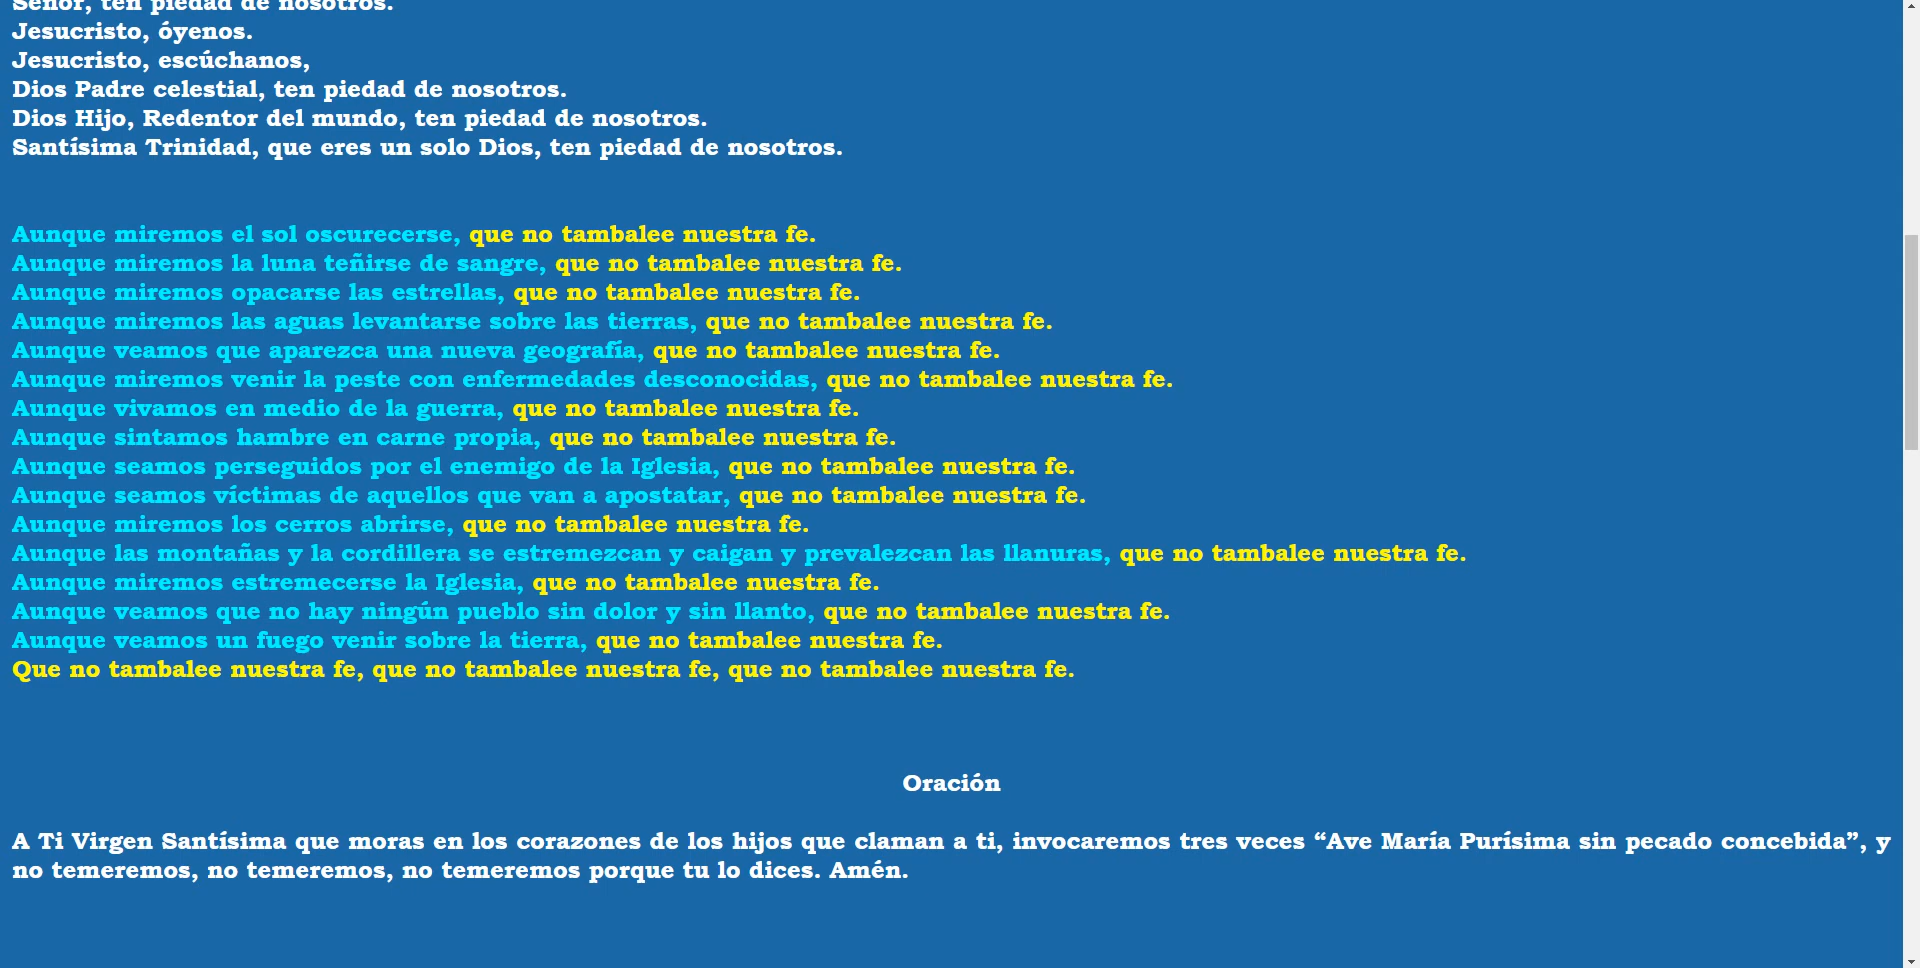 Señor, ten piedad de nosotros.
Jesucristo, óyenos.
Jesucristo, escúchanos,
Dios Padre celestial, ten piedad de nosotros.
Dios Hijo, Redentor del mundo, ten piedad de nosotros.
Santísima Trinidad, que eres un solo Dios, ten piedad de nosotros.
Aunque miremos el sol oscurecerse, que no tambalee nuestra fe.
Aunque miremos la luna teñirse de sangre, que no tambalee nuestra fe.
Aunque miremos opacarse las estrellas, que no tambalee nuestra fe.
Aunque miremos las aguas levantarse sobre las tierras, que no tambalee nuestra fe.
Aunque veamos que aparezca una nueva geografía, que no tambalee nuestra fe.
Aunque miremos venir la peste con enfermedades desconocidas, que no tambalee nuestra fe.
Aunque vivamos en medio de la guerra, que no tambalee nuestra fe.
Aunque sintamos hambre en carne propia, que no tambalee nuestra fe.
Aunque seamos perseguidos por el enemigo de la Iglesia, que no tambalee nuestra fe.
Aunque seamos víctimas de aquellos que van a apostatar, que no tambalee nuestra fe.
Aunque miremos los cerros abrirse, que no tambalee nuestra fe.
Aunque las montañas y la cordillera se estremezcan y caigan y prevalezcan las llanuras, que no tambalee nuestra fe.
Aunque miremos estremecerse la Iglesia, que no tambalee nuestra fe.
Aunque veamos que no hay ningún pueblo sin dolor y sin llanto, que no tambalee nuestra fe.
Aunque veamos un fuego venir sobre la tierra, que no tambalee nuestra fe.
Que no tambalee nuestra fe, que no tambalee nuestra fe, que no tambalee nuestra fe.
Oración
A Ti Virgen Santísima que moras en los corazones de los hijos que claman a ti, invocaremos tres veces “Ave María Purísima sin pecado concebida”, y
no temeremos, no temeremos, no temeremos porque tu lo dices. Amén.